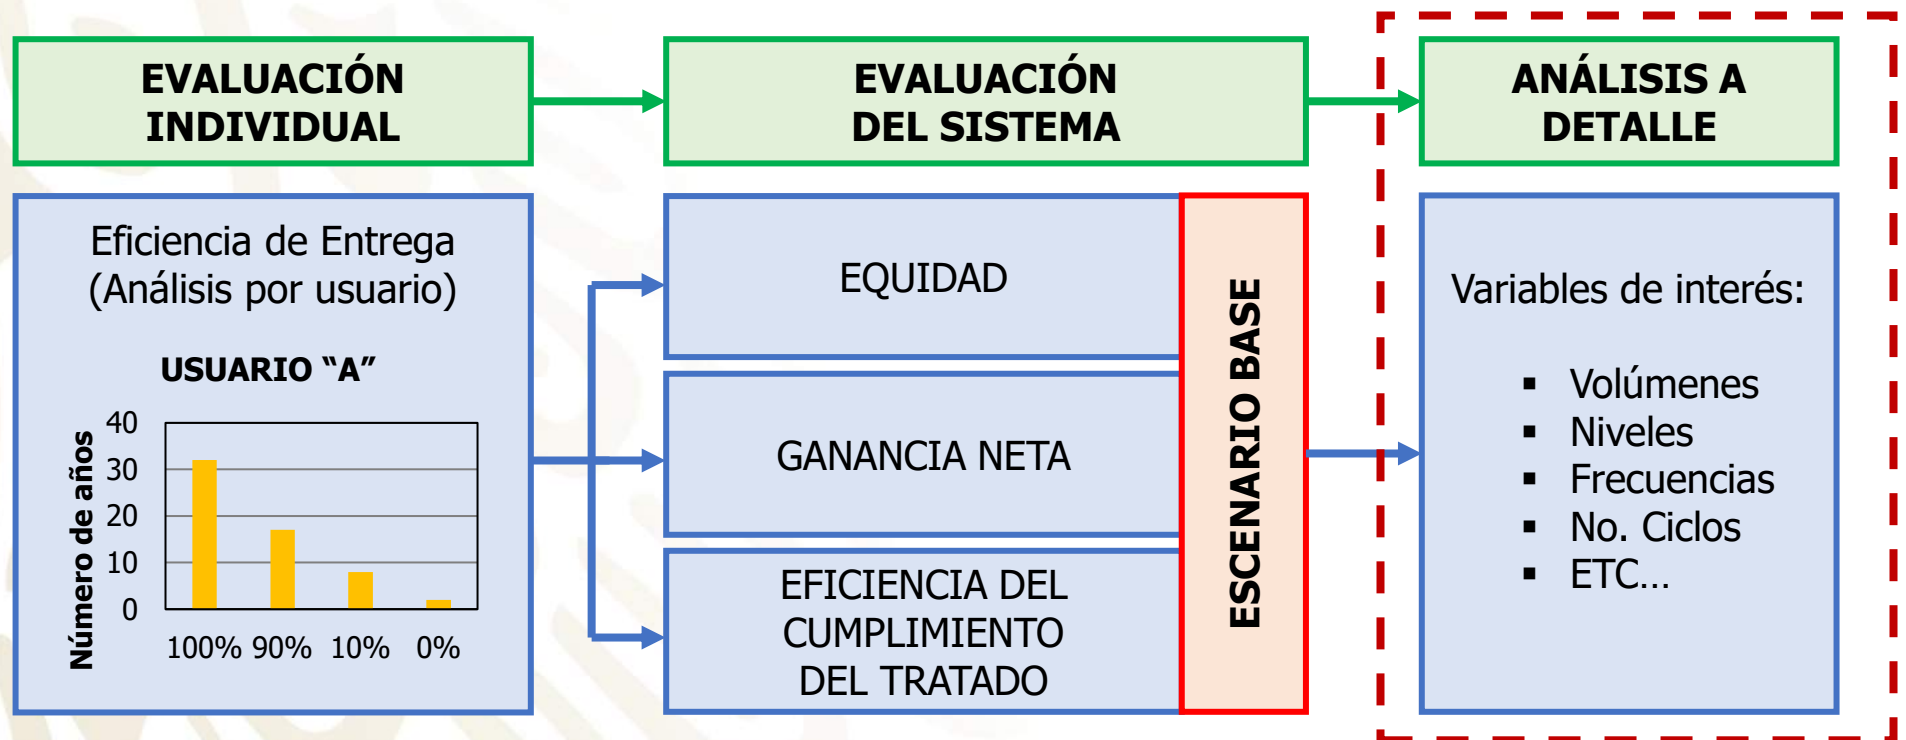 EVALUACIÓN
INDIVIDUAL
EVALUACIÓN
DEL SISTEMA
ANÁLISIS A
DETALLE
Eficiencia de Entrega
(Análisis por usuario)
USUARIO “A”
Número de años
40
30
20
10
0
100% 90% 10% 0%
EQUIDAD
GANANCIA NETA
EFICIENCIA DEL
CUMPLIMIENTO
DEL TRATADO
ESCENARIO BASE
Variables de interés:
▪ Volúmenes
▪ Niveles
▪ Frecuencias
▪ No. Ciclos
▪ ETC…